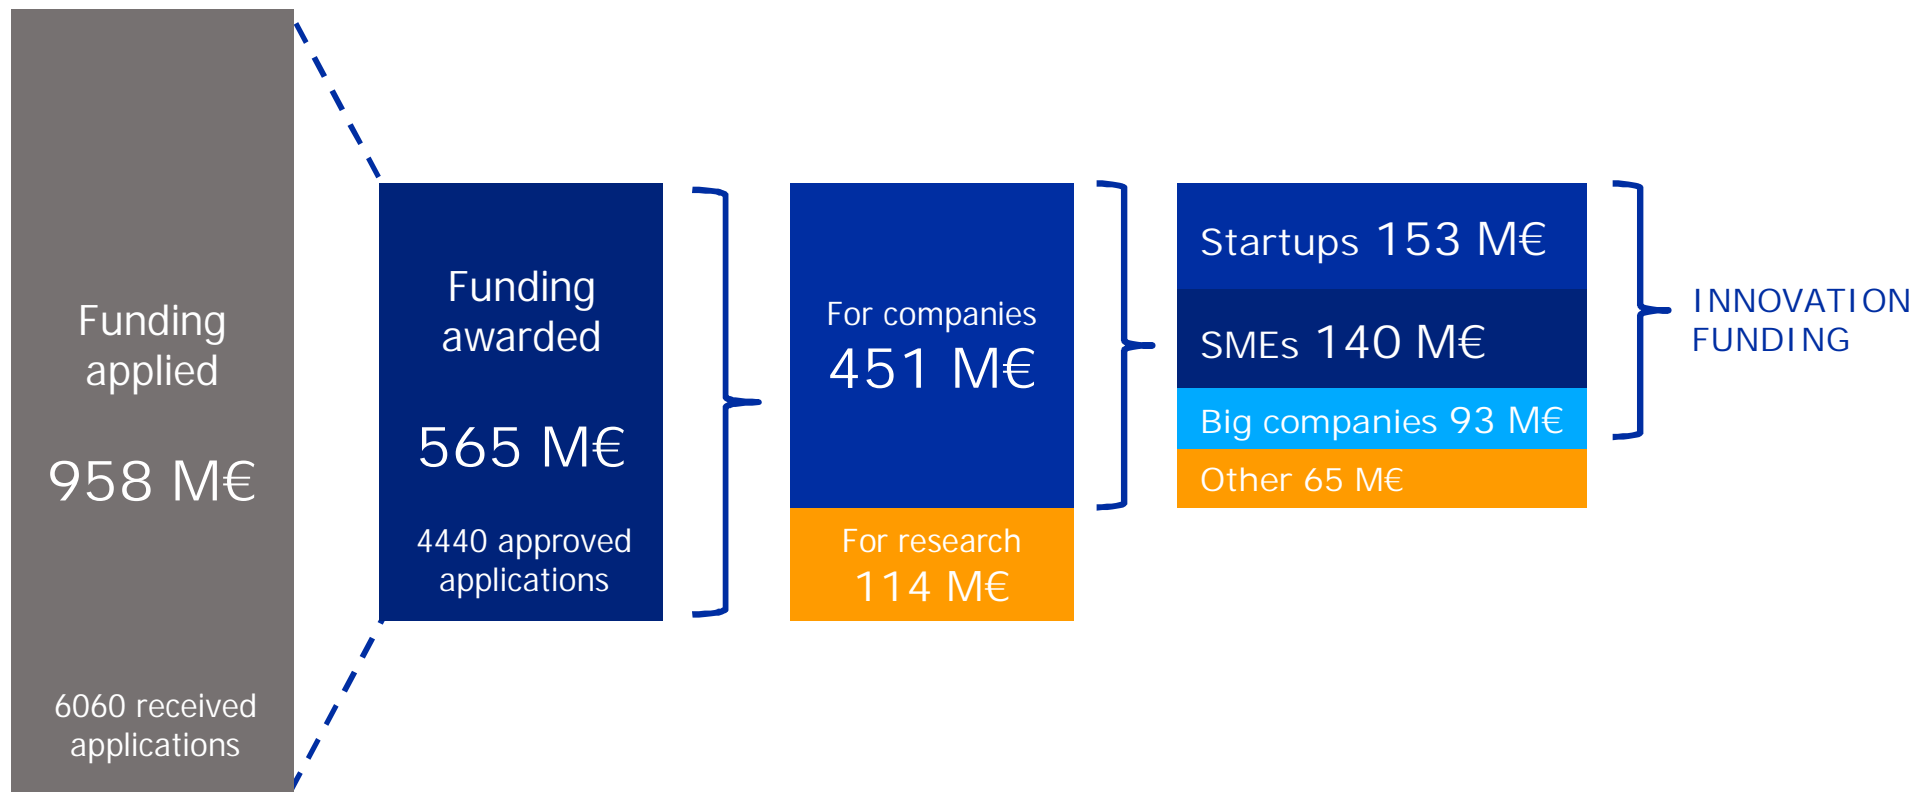 Funding
applied
958 M€
6060 received
applications
Funding
awarded
565 M€
4440 approved
applications
For companies
451 M€
For research
114 M€
Startups 153 M€
SMEs 140 M€
Big companies 93 M€
Other 65 M€
INNOVATION
FUNDING